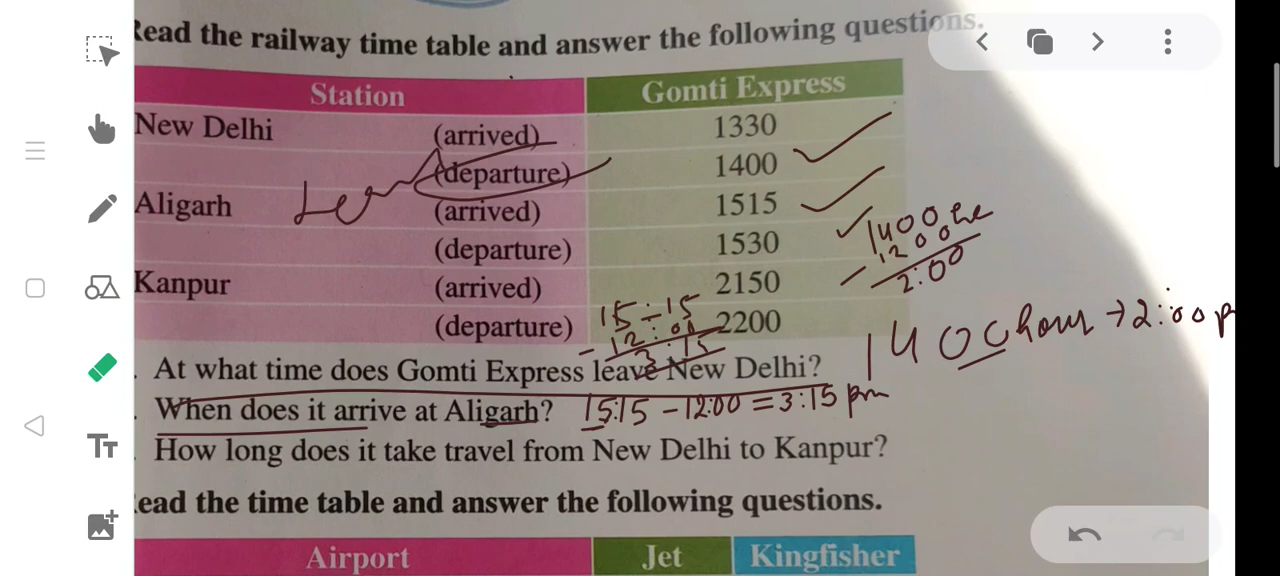 Read the railway time table and answer the following questions.
Station Gomti Express
New Delhi (arrived) 1330
(departure) 1400
Aligarh (arrived) 1515
(departure) 1530
Kanpur (arrived) 2150
(departure) 2200
1400
1200
2:00
15:15
- 12:00
3 15
1400 hour → 2:00 p
At what time does Gomti Express leave New Delhi?
When does it arrive at Aligarh? 15:15 - 12:00 = 3:15 pm
How long does it take travel from New Delhi to Kanpur?
ead the time table and answer the following questions.
Airport Jet Kingfisher
Tt